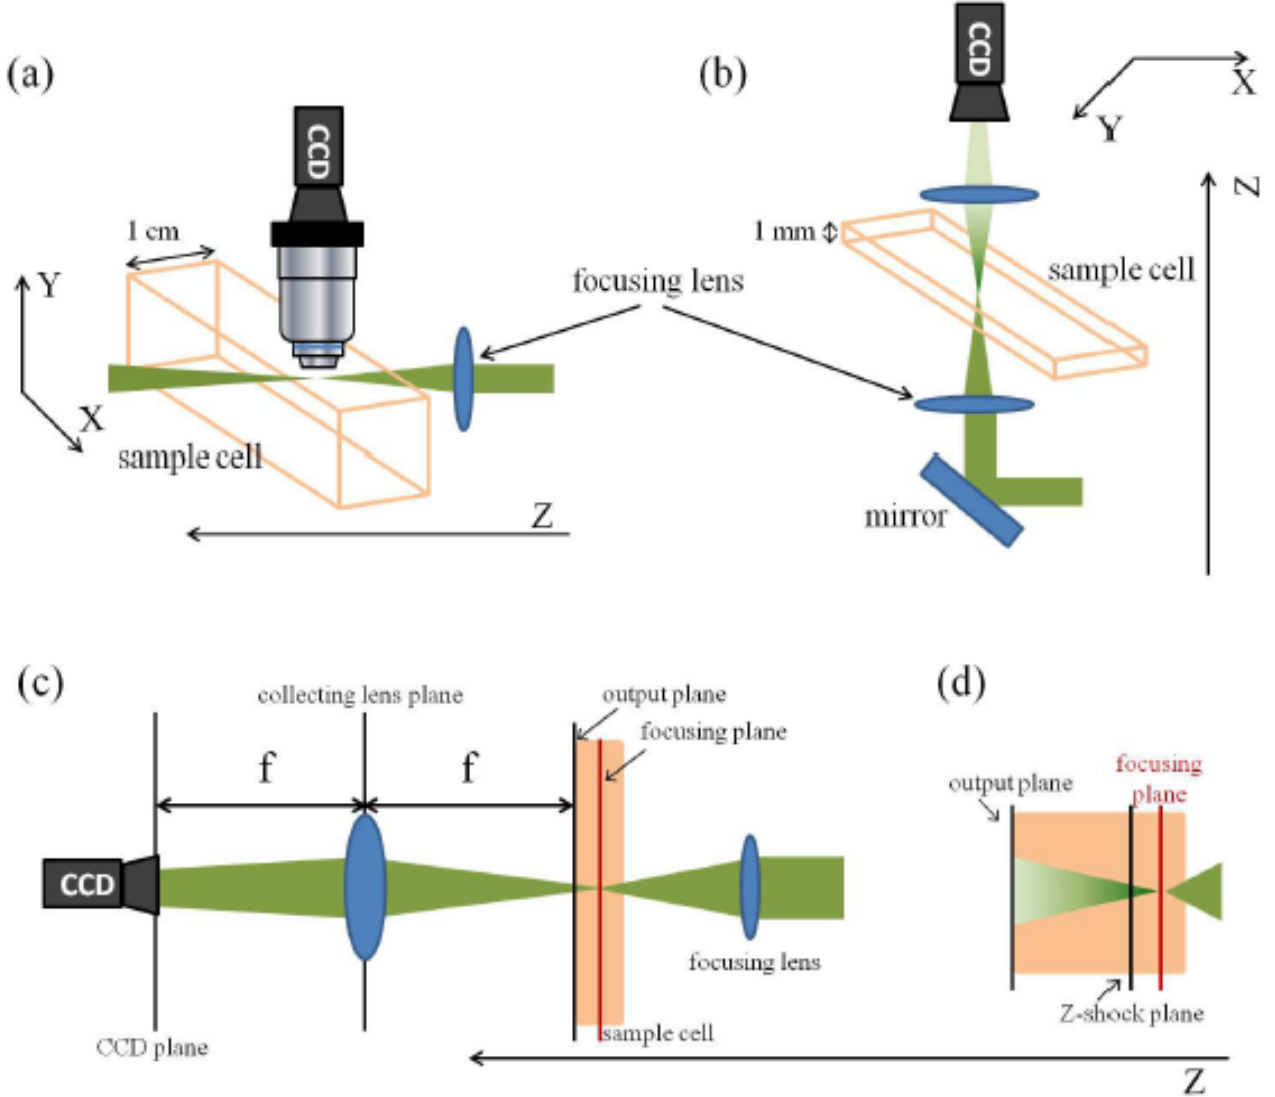 (a)
CCD
1 cm
Y
X
sample cell
Z
focusing lens
(b)
CCD
X
Y
Z
1 mm
sample cell
mirror
(c)
collecting lens plane
output plane
focusing plane
f
f
CCD
focusing lens
sample cell
CCD plane
Z
(d)
focusing
plane
output plane
Z-shock plane